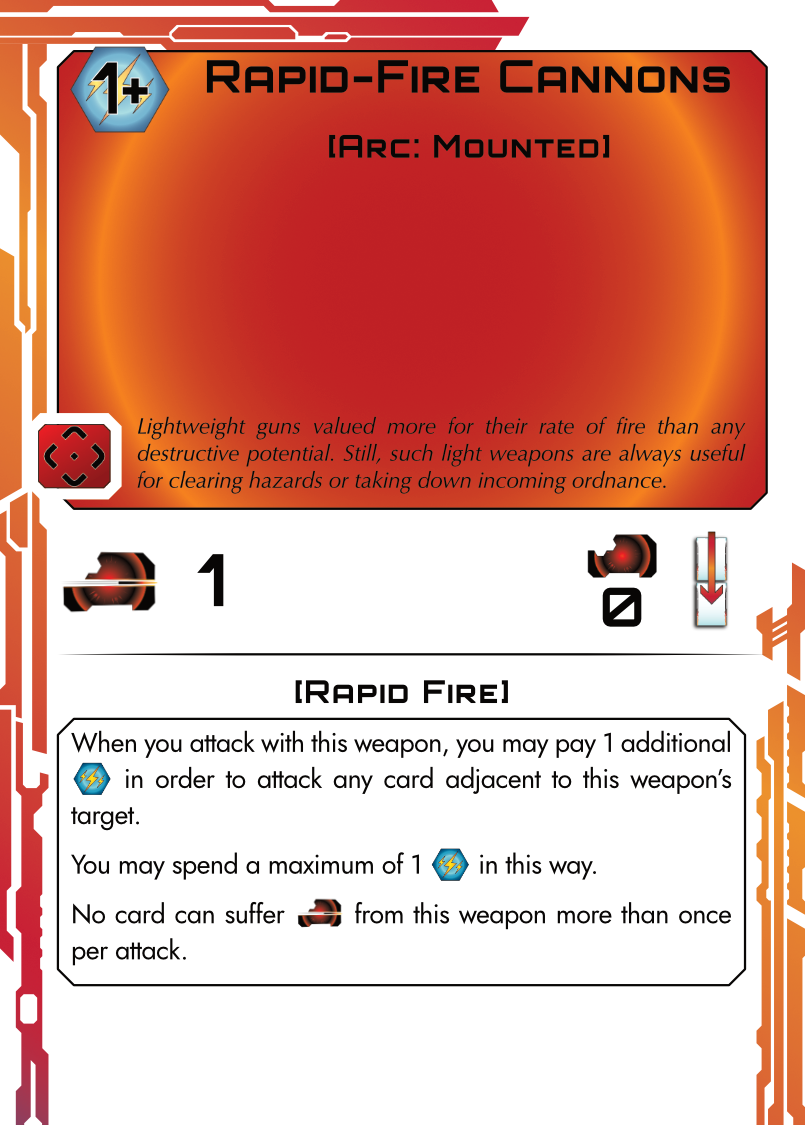 1+
Rapid-Fire Cannons
[Arc: Mounted]
Lightweight guns valued more for their rate of fire than any
destructive potential. Still, such light weapons are always useful
for clearing hazards or taking down incoming ordnance.
1
0
[Rapid Fire]
When you attack with this weapon, you may pay 1 additional
in order to attack any card adjacent to this weapon's
target.
You may spend a maximum of 1 in this way.
No card can suffer from this weapon more than once
per attack.